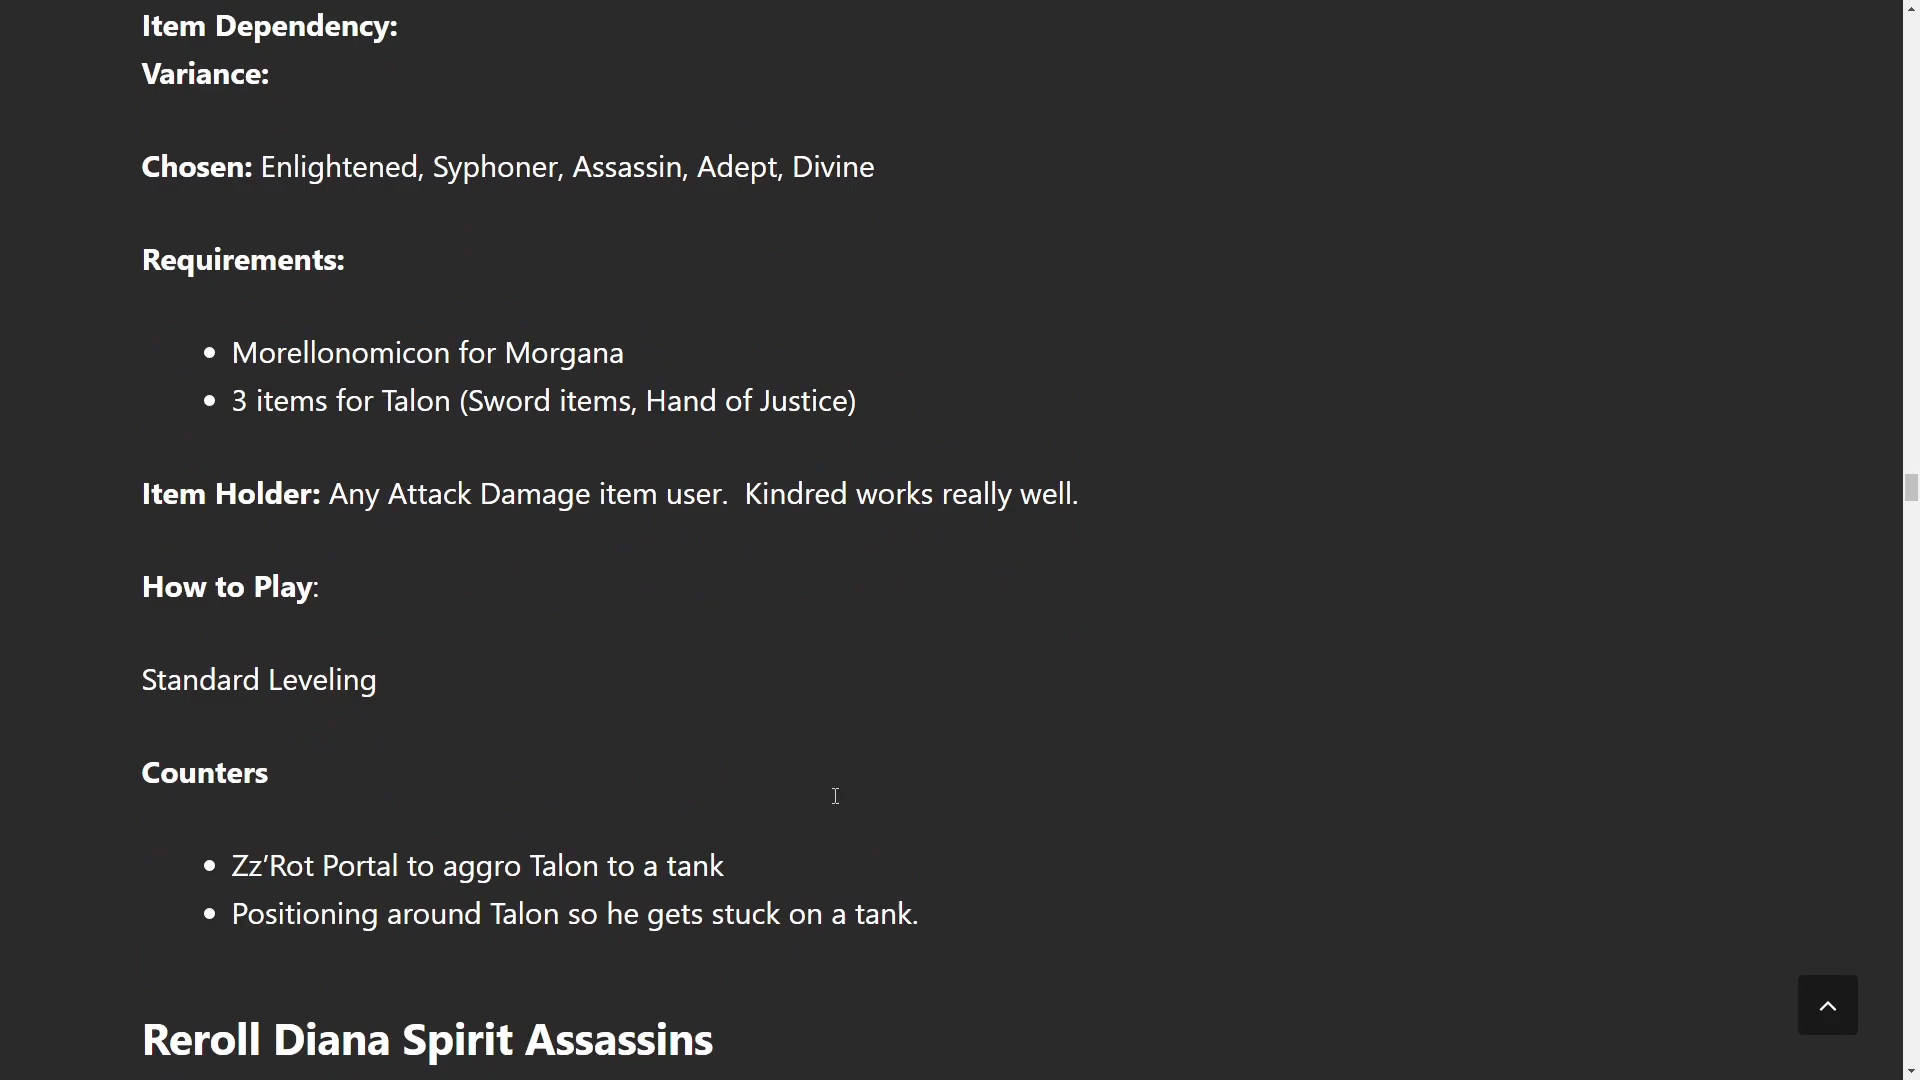 Item Dependency:
Variance:
Chosen: Enlightened, Syphoner, Assassin, Adept, Divine
Requirements:
Morellonomicon for Morgana
3 items for Talon (Sword items, Hand of Justice)
Item Holder: Any Attack Damage item user.  Kindred works really well.
How to Play:
Standard Leveling
Counters
Zz’Rot Portal to aggro Talon to a tank
Positioning around Talon so he gets stuck on a tank.
Reroll Diana Spirit Assassins